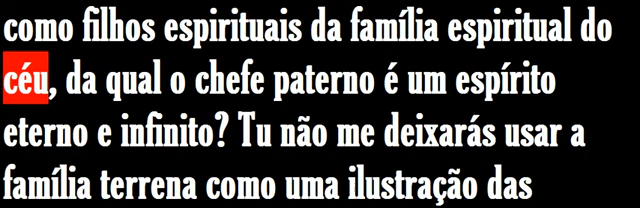 como filhos espirituais da família espiritual do
céu, da qual o chefe paterno é um espírito
eterno e infinito? Tu não me deixarás usar a
família terrena como uma ilustração das